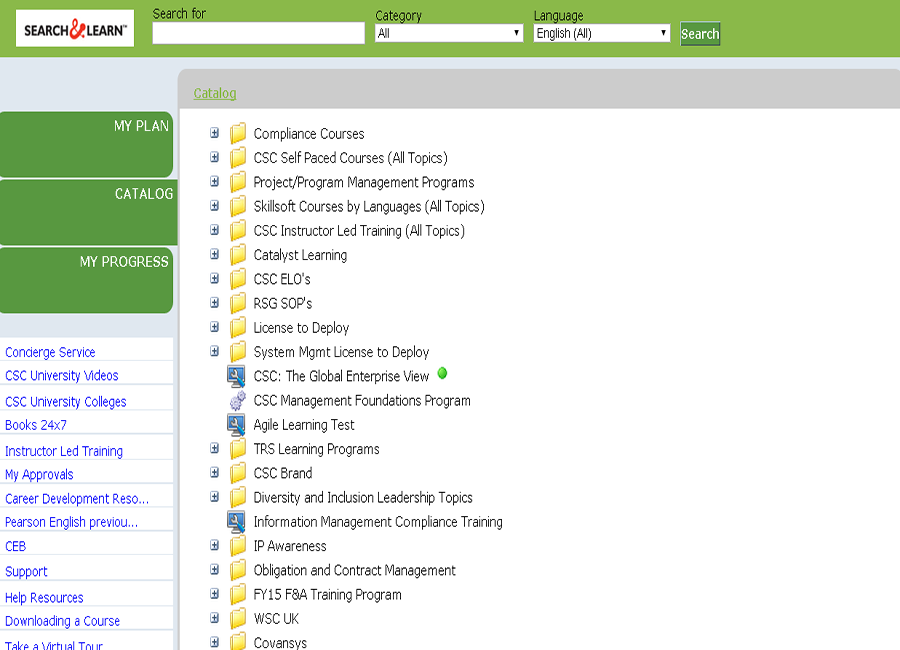 SEARCH&LEARN™
Search for
Category
Language
All
English (All)
Search
MY PLAN
CATALOG
MY PROGRESS
Concierge Service
CSC University Videos
CSC University Colleges
Books 24x7
Instructor Led Training
My Approvals
Career Development Reso...
Pearson English previou...
CEB
Support
Help Resources
Downloading a Course
Take a Virtual Tour
Catalog
Compliance Courses
CSC Self Paced Courses (All Topics)
Project/Program Management Programs
Skillsoft Courses by Languages (All Topics)
CSC Instructor Led Training (All Topics)
Catalyst Learning
CSC ELO's
RSG SOP's
License to Deploy
System Mgmt License to Deploy
CSC: The Global Enterprise View
CSC Management Foundations Program
Agile Learning Test
TRS Learning Programs
CSC Brand
Diversity and Inclusion Leadership Topics
Information Management Compliance Training
IP Awareness
Obligation and Contract Management
FY15 F&A Training Program
WSC UK
Covansys